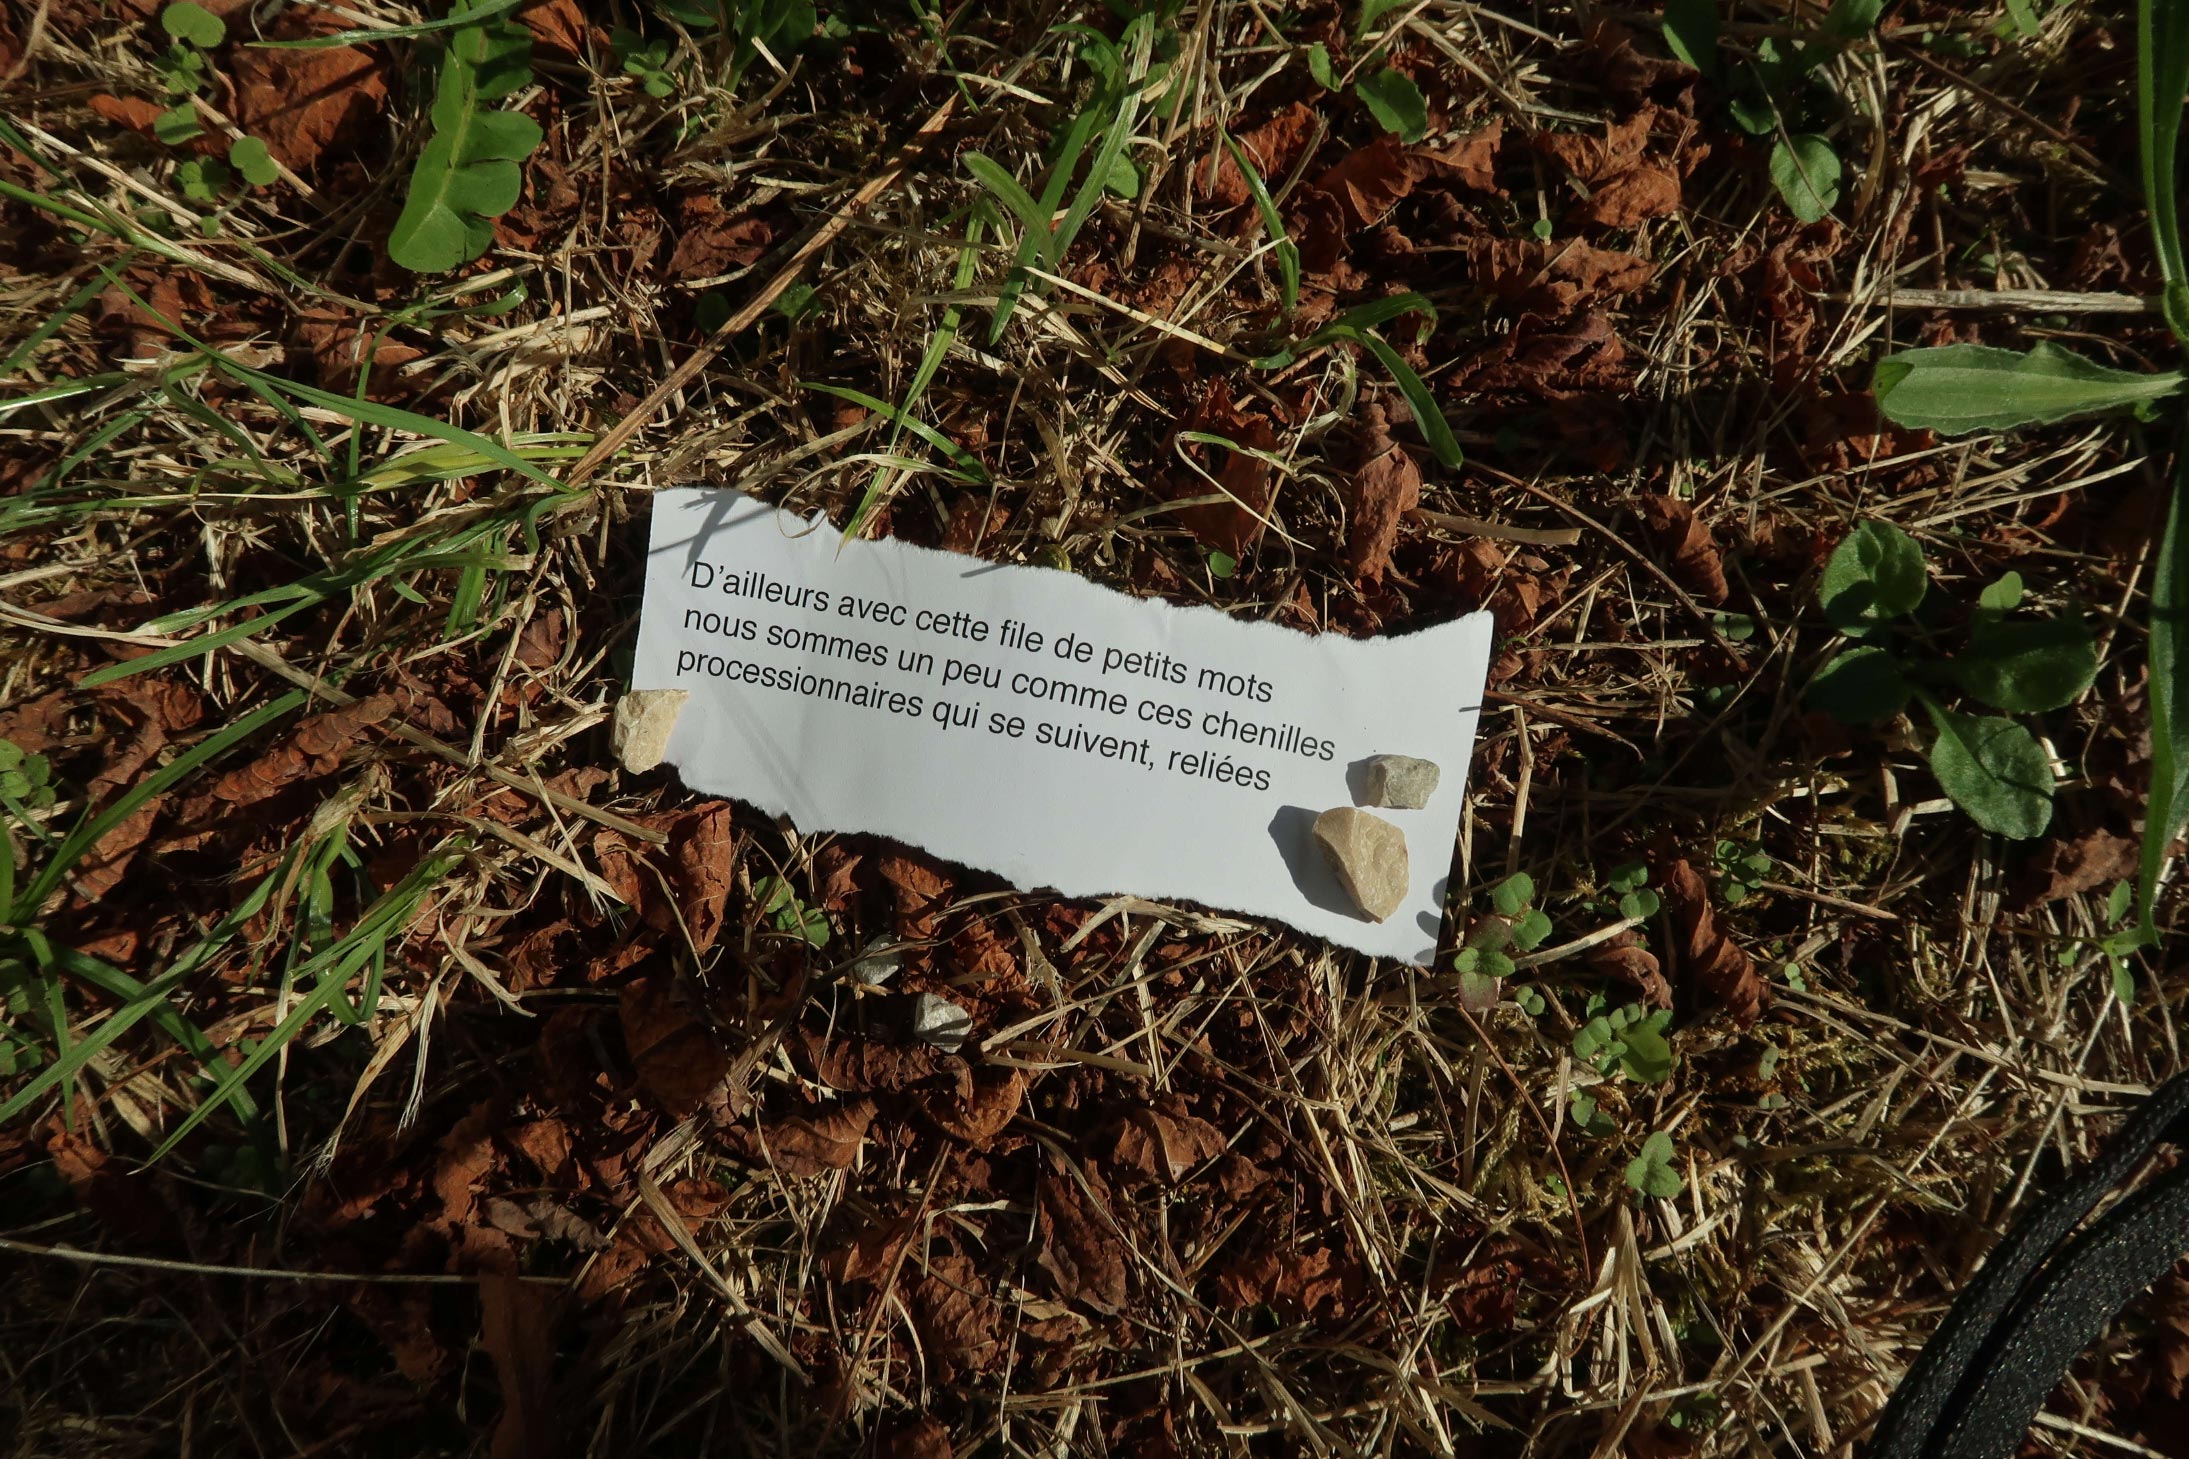 D’ailleurs avec cette file de petits mots
nous sommes un peu comme ces chenilles
processionnaires qui se suivent, reliées